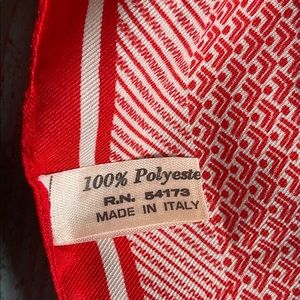 100% Polyeste
R.N. 54173
MADE IN ITALY